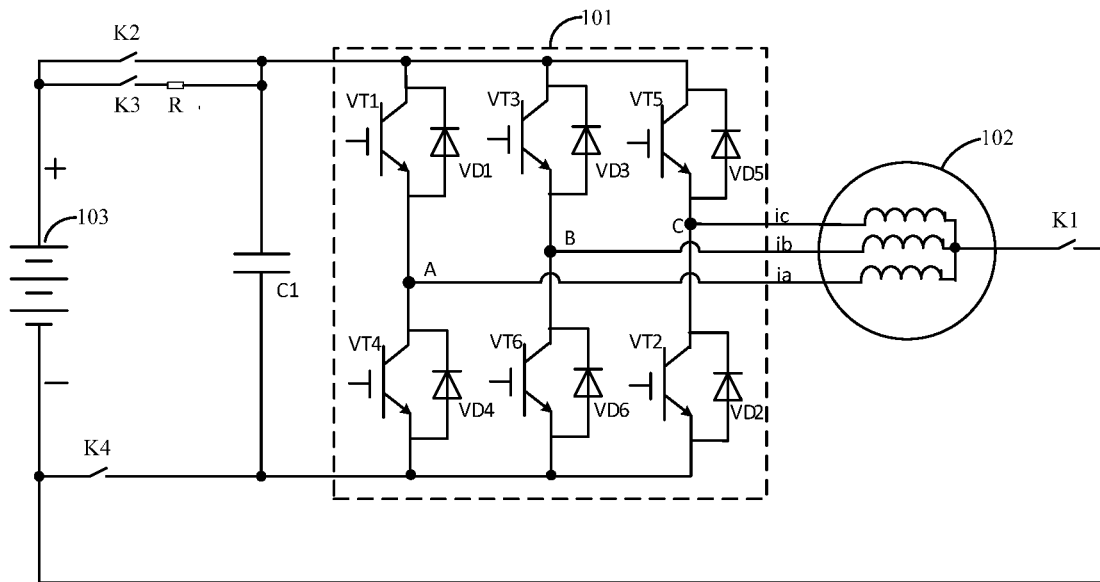 101
K2
K3
R
VT1
VT3
VT5
VD1
VD3
VD5
102
+
103
ic
K1
C
B
ib
A
ia
C1
VT4
VT6
VT2
VD4
VD6
VD2
—
K4